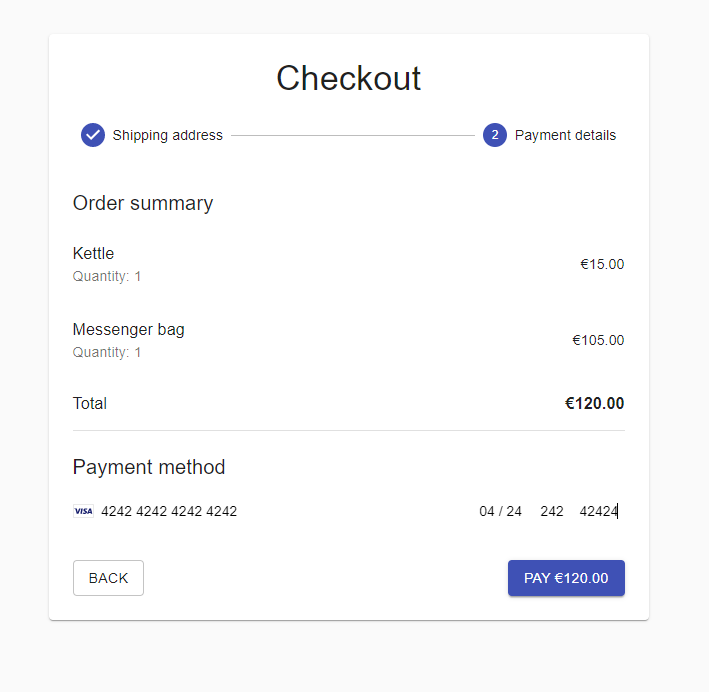 Checkout
Shipping address 2 Payment details
Order summary
Kettle
€15.00
Quantity: 1
Messenger bag
€105.00
Quantity: 1
Total €120.00
Payment method
VISA 4242 4242 4242 4242 04 / 24 242 42424
BACK PAY €120.00